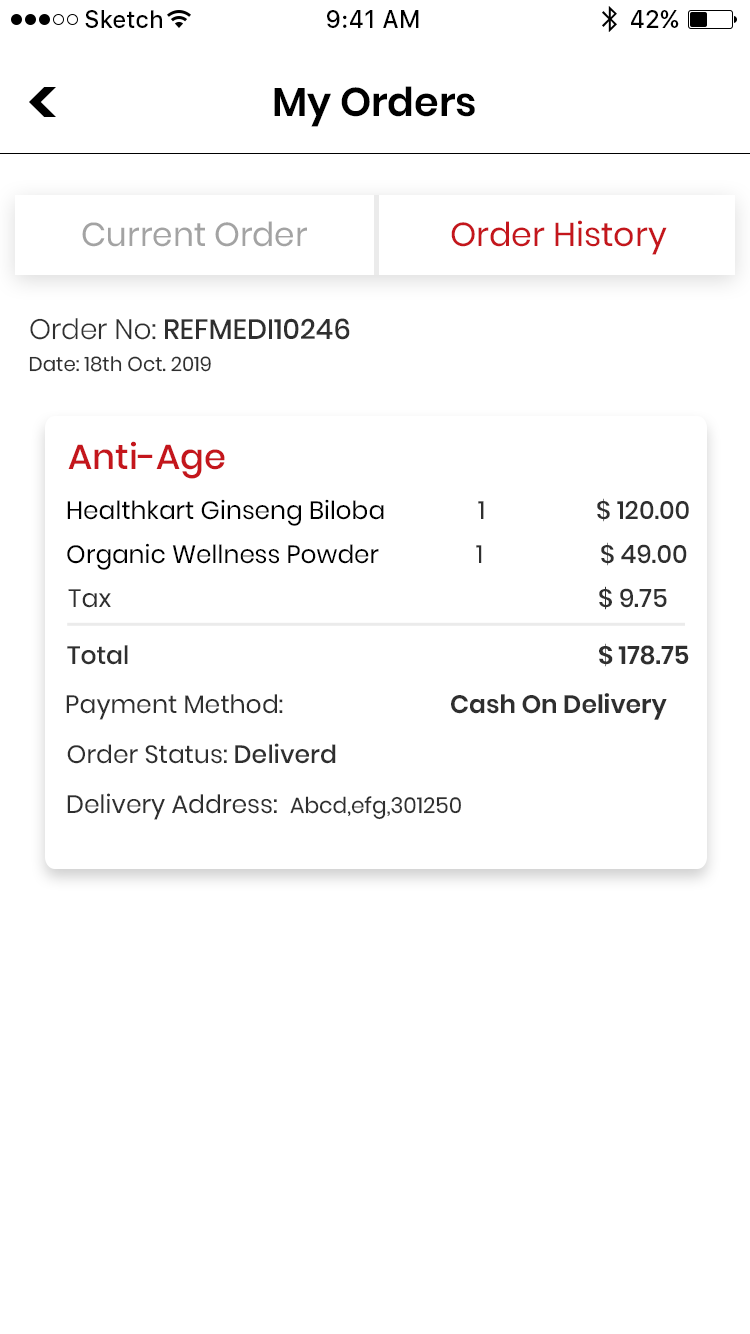 Sketch 9:41 AM 42%
My Orders
Current Order Order History
Order No: REFMEDI10246
Date: 18th Oct. 2019
Anti-Age
Healthkart Ginseng Biloba 1 $ 120.00
Organic Wellness Powder 1 $ 49.00
Tax $ 9.75
Total $ 178.75
Payment Method: Cash On Delivery
Order Status: Deliverd
Delivery Address: Abcd,efg,301250